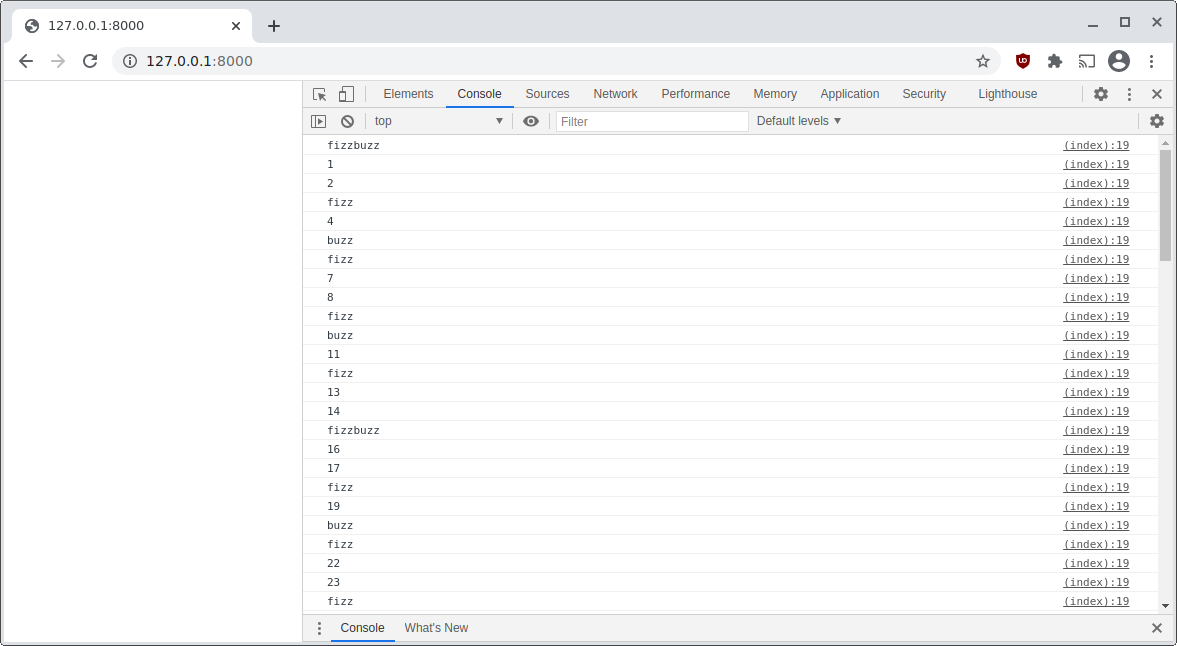 127.0.0.1:8000
127.0.0.1:8000
Elements Console Sources Network Performance Memory Application Security Lighthouse
top Filter Default levels
fizzbuzz (index):19
1 (index):19
2 (index):19
fizz (index):19
4 (index):19
buzz (index):19
fizz (index):19
7 (index):19
8 (index):19
fizz (index):19
buzz (index):19
11 (index):19
fizz (index):19
13 (index):19
14 (index):19
fizzbuzz (index):19
16 (index):19
17 (index):19
fizz (index):19
19 (index):19
buzz (index):19
fizz (index):19
22 (index):19
23 (index):19
fizz (index):19
Console What's New